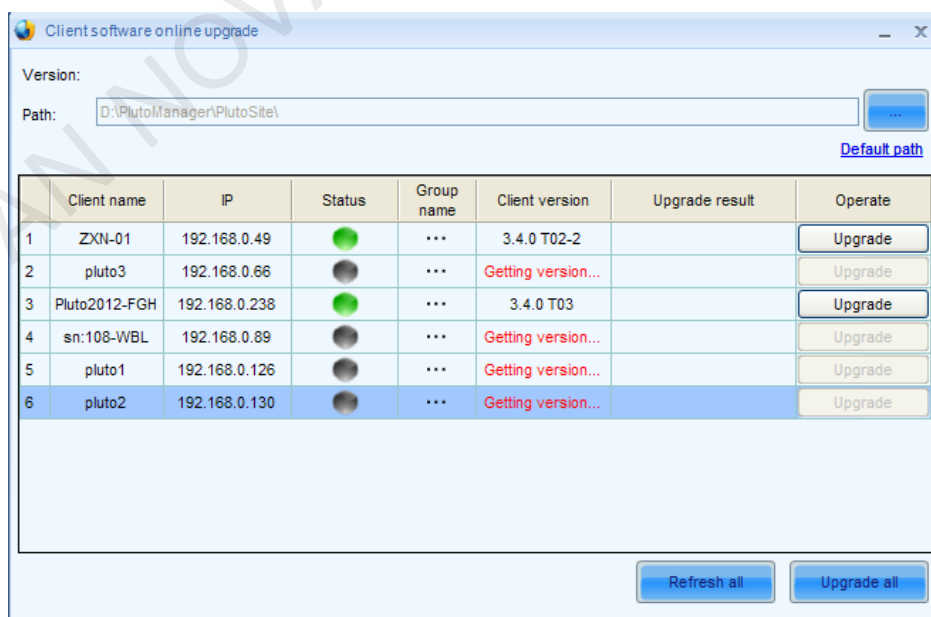 Client software online upgrade
Version:
Path: D:\PlutoManager\PlutoSite\ ...
Default path
Client name IP Status Group name Client version Upgrade result Operate
1 ZXN-01 192.168.0.49 ... 3.4.0 T02-2 Upgrade
2 pluto3 192.168.0.66 ... Getting version... Upgrade
3 Pluto2012-FGH 192.168.0.238 ... 3.4.0 T03 Upgrade
4 sn:108-WBL 192.168.0.89 ... Getting version... Upgrade
5 pluto1 192.168.0.126 ... Getting version... Upgrade
6 pluto2 192.168.0.130 ... Getting version... Upgrade
Refresh all Upgrade all